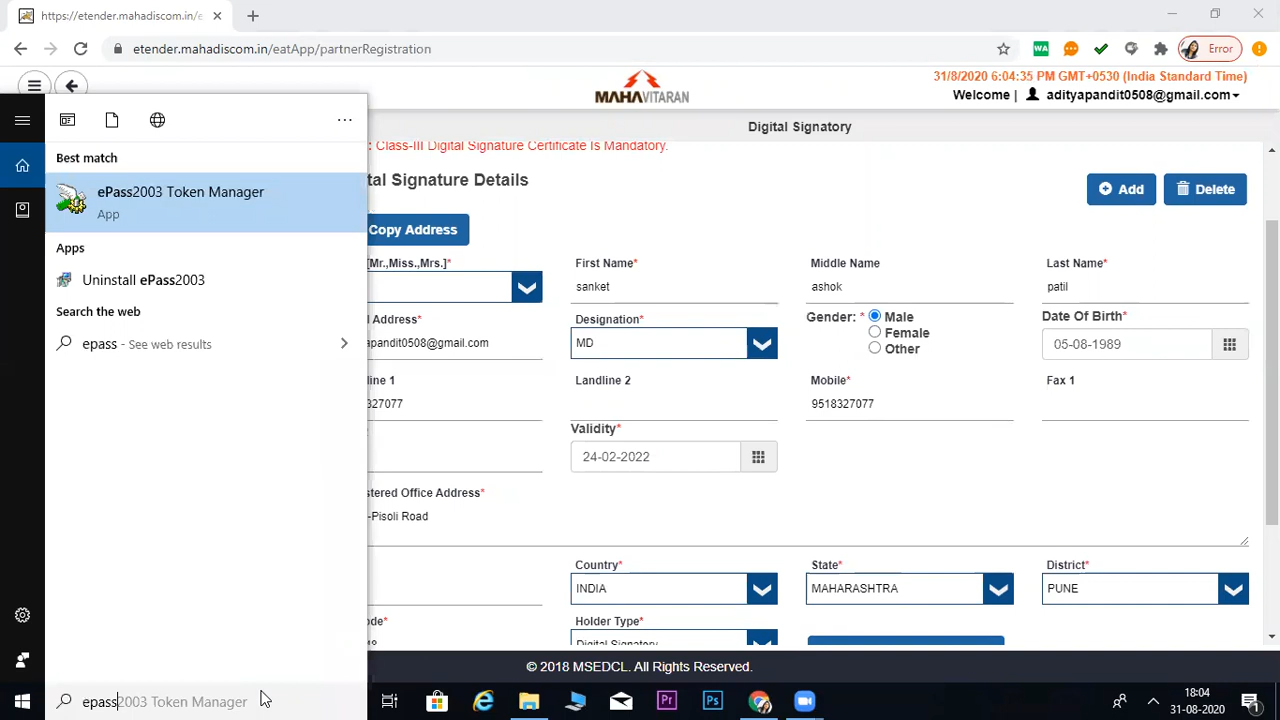 https://etender.mahadiscom.in/e
etender.mahadiscom.in/eatApp/partnerRegistration
WA
Error
MAHAVITARAN
31/8/2020 6:04:35 PM GMT+0530 (India Standard Time)
Welcome | adityapandit0508@gmail.com
Digital Signatory
: Class-III Digital Signature Certificate Is Mandatory.
tal Signature Details
Add
Delete
Copy Address
[Mr.,Miss.,Mrs.]*
First Name*
Middle Name
Last Name*
sanket
ashok
patil
l Address*
Designation*
Gender: *
Male
Female
Other
Date Of Birth*
apandit0508@gmail.com
MD
05-08-1989
line 1
Landline 2
Mobile*
Fax 1
327077
9518327077
Validity*
24-02-2022
stered Office Address*
-Pisoli Road
Country*
State*
District*
INDIA
MAHARASHTRA
PUNE
ode*
Holder Type*
Digital Signatory
© 2018 MSEDCL. All Rights Reserved.
Best match
ePass2003 Token Manager
App
Apps
Uninstall ePass2003
Search the web
epass - See web results
epass2003 Token Manager
Pr
Ps
18:04
31-08-2020
1